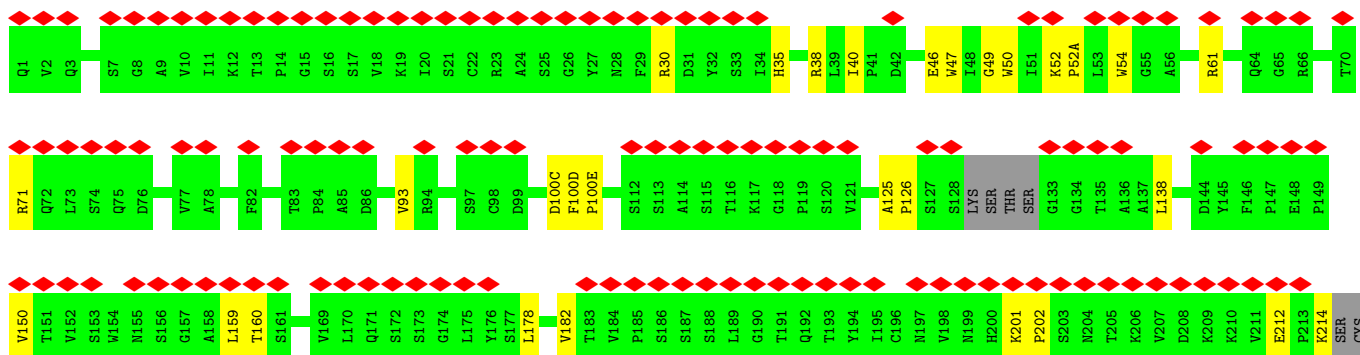 Q1 V2 Q3 S7 G8 A9 V10 I11 K12 T13 P14 G15 S16 S17 V18 K19 I20 S21 C22 R23 A24 S25 G26 Y27 N28 F29 R30 D31 Y32 S33 I34 H35 R38 L39 I40 P41 D42 E46 W47 I48 G49 W50 I51 K52 P52A L53 W54 G55 A56 R61 Q64 G65 R66 T70
R71 Q72 L73 S74 Q75 D76 V77 A78 F82 T83 P84 A85 D86 V93 R94 S97 C98 D99 D100C F100D P100E S112 S113 A114 S115 T116 K117 G118 P119 S120 V121 A125 P126 S127 S128 LYS SER THR SER G133 G134 T135 A136 A137 L138 D144 Y145 F146 P147 E148 P149
V150 T151 V152 S153 W154 N155 S156 G157 A158 L159 T160 S161 V169 L170 Q171 S172 S173 G174 L175 Y176 S177 L178 V182 T183 V184 P185 S186 S187 S188 L189 G190 T191 Q192 T193 Y194 I195 C196 N197 V198 N199 H200 K201 P202 S203 N204 T205 K206 V207 D208 K209 K210 V211 E212 P213 K214 SER CYS